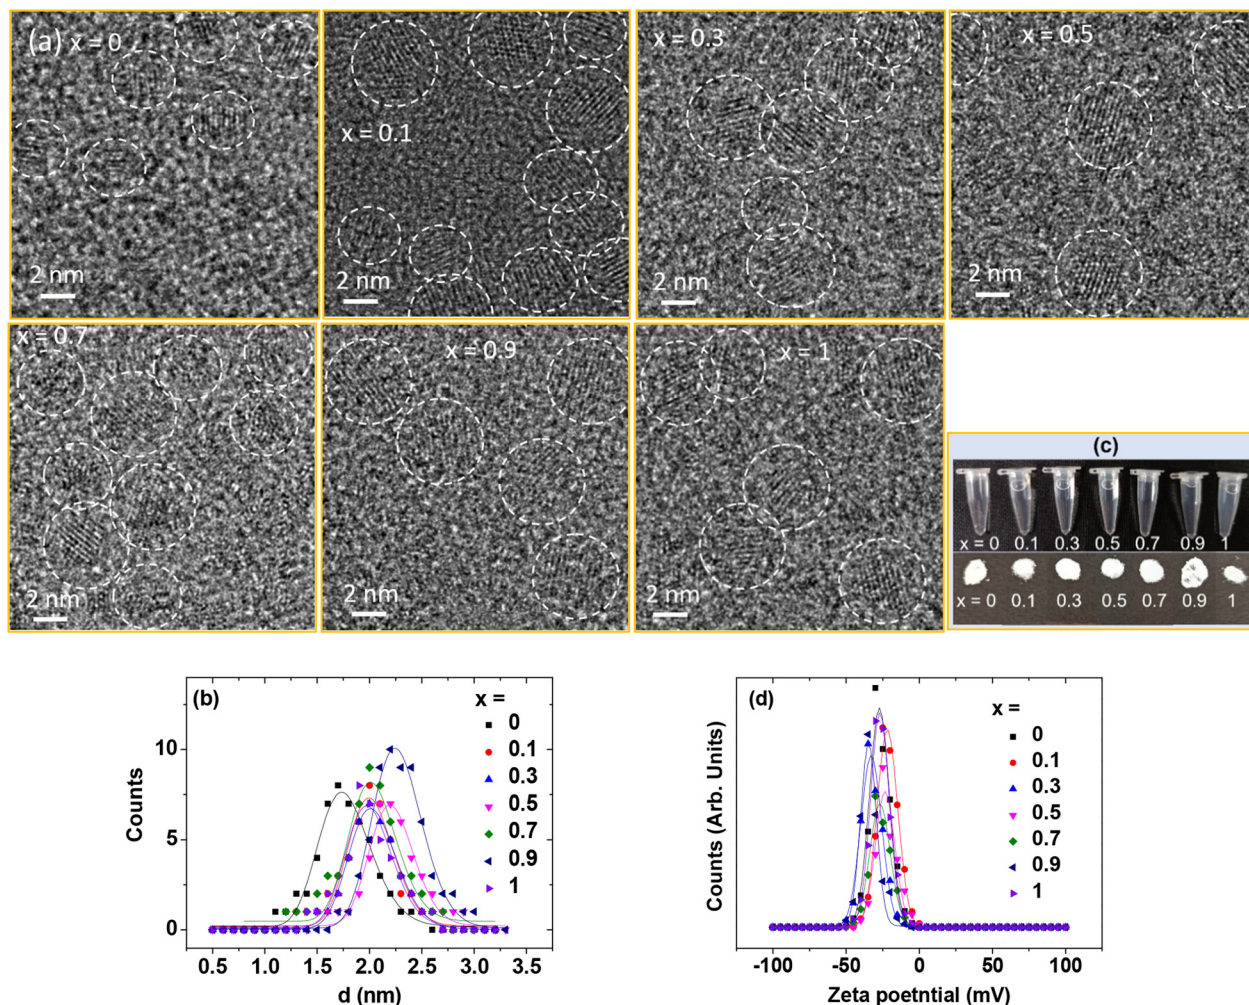 (a) x = 0
x = 0.1
x = 0.3
x = 0.5
2 nm
2 nm
2 nm
2 nm
x = 0.7
x = 0.9
x = 1
2 nm
2 nm
2 nm
(c)
x = 0 0.1 0.3 0.5 0.7 0.9 1
x = 0 0.1 0.3 0.5 0.7 0.9 1
(b)
x =
0
0.1
0.3
0.5
0.7
0.9
1
10
5
0
Counts
0.5 1.0 1.5 2.0 2.5 3.0 3.5
d (nm)
(d)
x =
0
0.1
0.3
0.5
0.7
0.9
1
Counts (Arb. Units)
-100 -50 0 50 100
Zeta poetntial (mV)